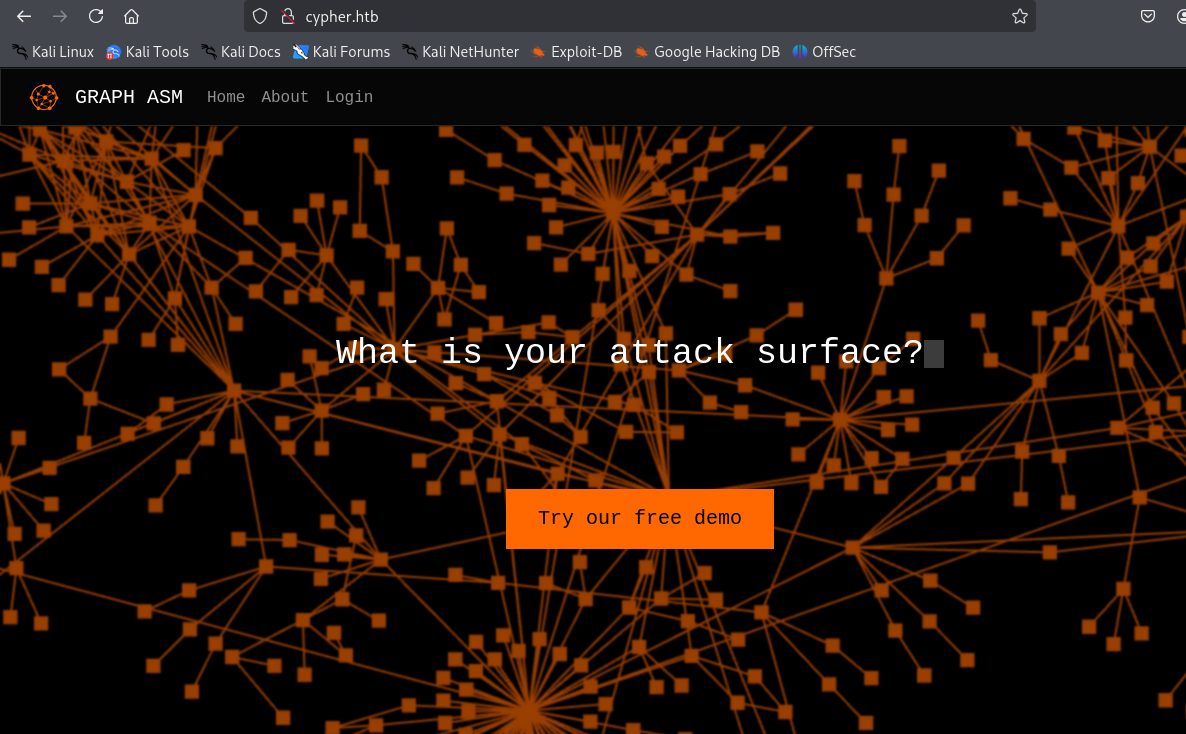 cypher.htb
Kali Linux Kali Tools Kali Docs Kali Forums Kali NetHunter Exploit-DB Google Hacking DB OffSec
GRAPH ASM Home About Login
What is your attack surface?
Try our free demo